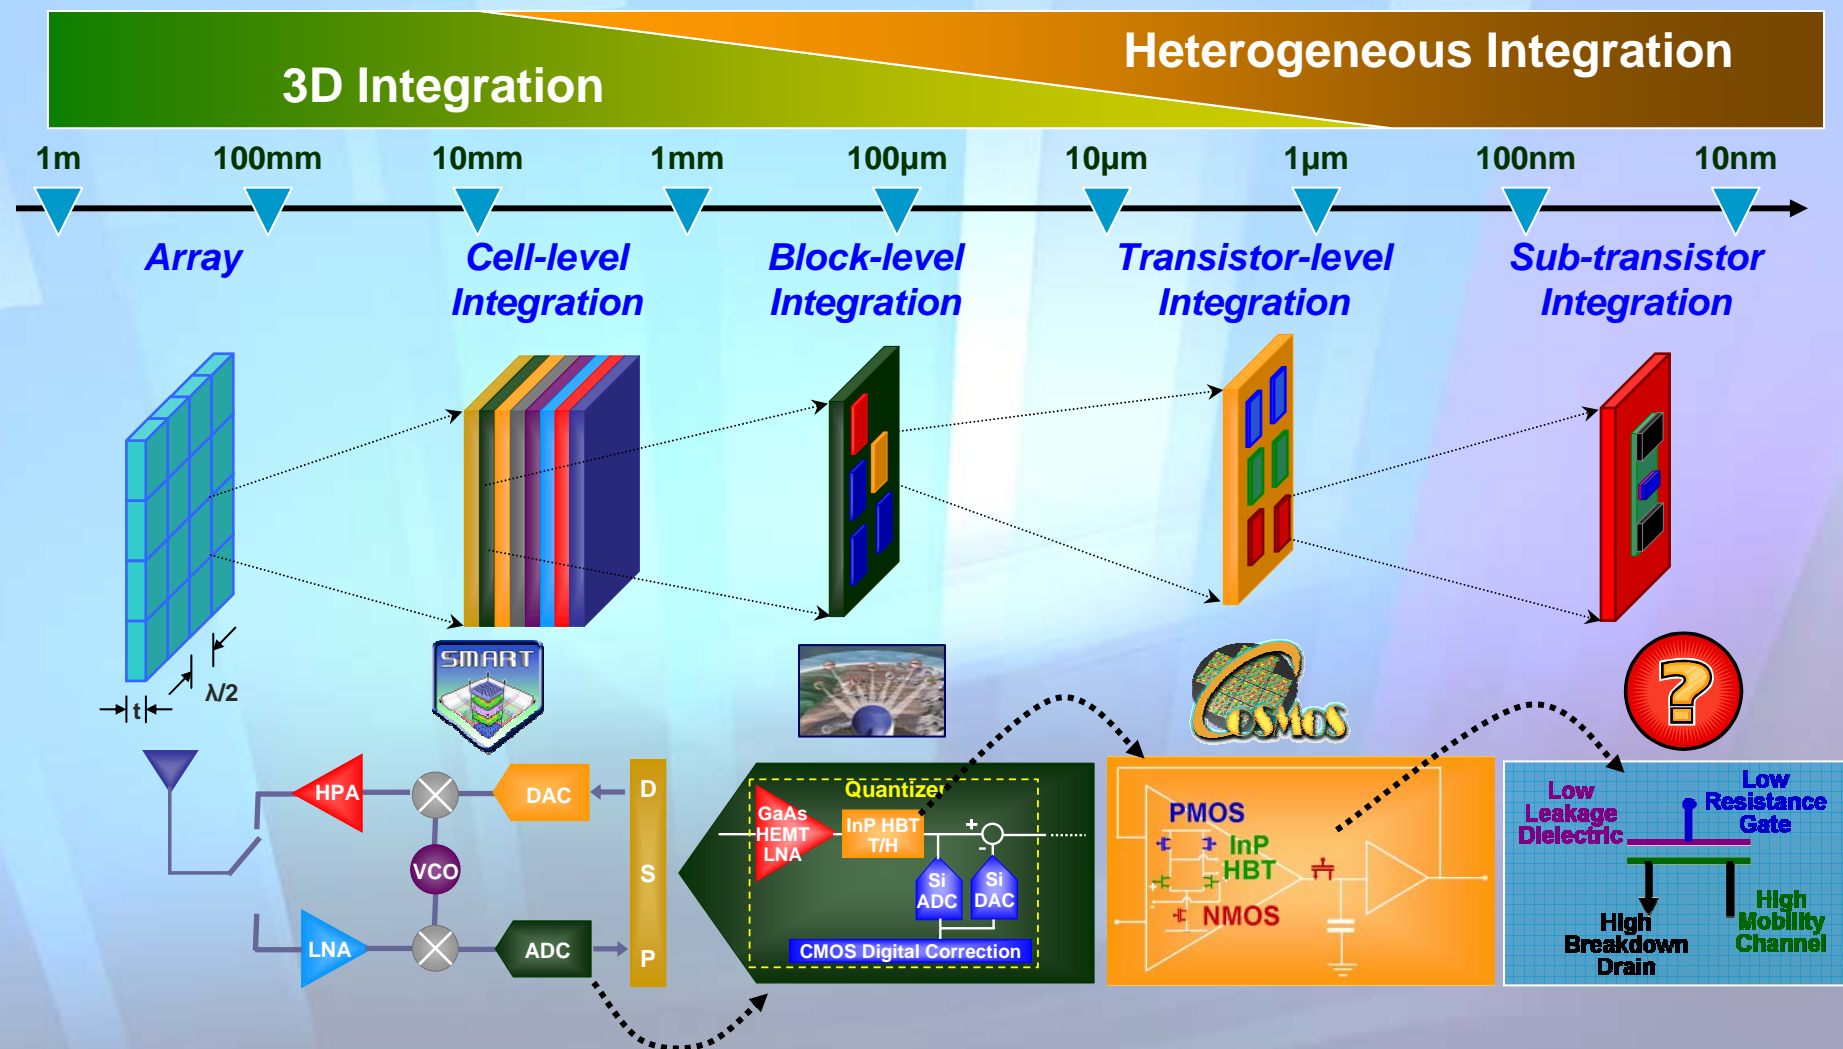 3D Integration
Heterogeneous Integration
1m 100mm 10mm 1mm 100µm 10µm 1µm 100nm 10nm
Array
Cell-level
Integration
Block-level
Integration
Transistor-level
Integration
Sub-transistor
Integration
λ/2
t
SMART
COSMOS
?
HPA
DAC
VCO
LNA
ADC
D
S
P
Quantizer
GaAs
HEMT
LNA
InP HBT
T/H
+
-
Si
ADC
Si
DAC
CMOS Digital Correction
PMOS
InP
HBT
NMOS
Low
Leakage
Dielectric
Low
Resistance
Gate
High
Breakdown
Drain
High
Mobility
Channel